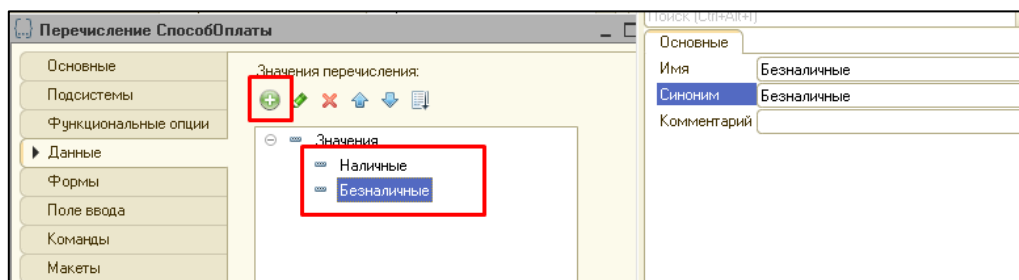 Перечисление СпособОплаты
Основные
Подсистемы
Функциональные опции
Данные
Формы
Поле ввода
Команды
Макеты
Значения перечисления:
Значения
Наличные
Безналичные
Поиск (Ctrl+Alt+I)
Основные
Имя Безналичные
Синоним Безналичные
Комментарий